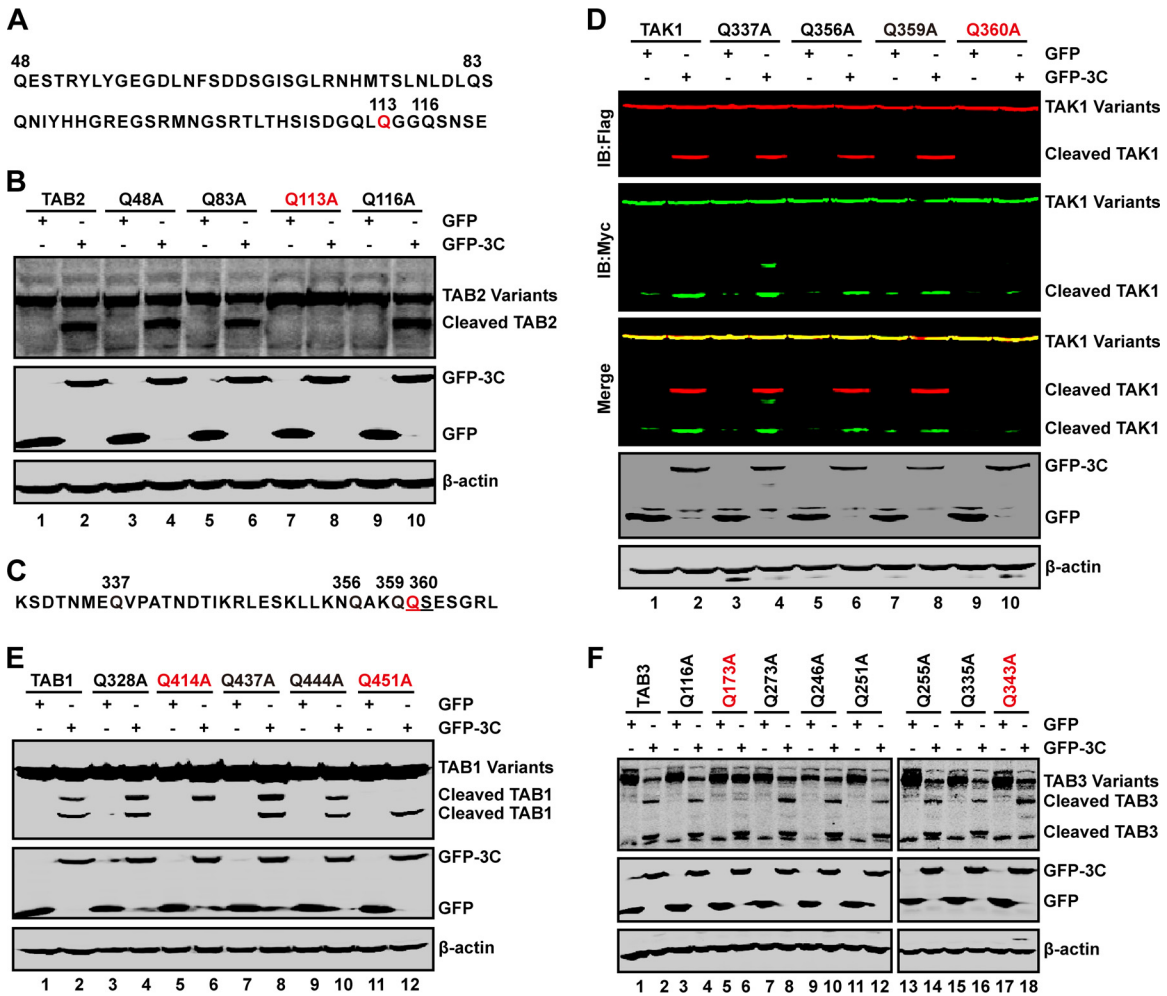 A
48 83
QESTRYLYGEGDLNFSDDSGISGLRNHMTSLNLDLQS
113 116
QNIYHHGREGSRMNGSRTLTHSISDGQLQGGQSNSE
B
TAB2 Q48A Q83A Q113A Q116A
+ - + - + - + - + - GFP
- + - + - + - + - + GFP-3C
TAB2 Variants
Cleaved TAB2
GFP-3C
GFP
β-actin
1 2 3 4 5 6 7 8 9 10
C
337 356 359 360
KSDTNMEQVPATNDTIKRLESKLLKNQAKQQSESGRL
D
TAK1 Q337A Q356A Q359A Q360A
+ - + - + - + - + - GFP
- + - + - + - + - + GFP-3C
IB:Flag
TAK1 Variants
Cleaved TAK1
IB:Myc
TAK1 Variants
Cleaved TAK1
Merge
TAK1 Variants
Cleaved TAK1
Cleaved TAK1
GFP-3C
GFP
β-actin
1 2 3 4 5 6 7 8 9 10
E
TAB1 Q328A Q414A Q437A Q444A Q451A
+ - + - + - + - + - + - GFP
- + - + - + - + - + - + GFP-3C
TAB1 Variants
Cleaved TAB1
Cleaved TAB1
GFP-3C
GFP
β-actin
1 2 3 4 5 6 7 8 9 10 11 12
F
TAB3 Q116A Q173A Q273A Q246A Q251A Q255A Q335A Q343A
+ - + - + - + - + - + - + - + - + - GFP
- + - + - + - + - + - + - + - + - + GFP-3C
TAB3 Variants
Cleaved TAB3
Cleaved TAB3
GFP-3C
GFP
β-actin
1 2 3 4 5 6 7 8 9 10 11 12 13 14 15 16 17 18